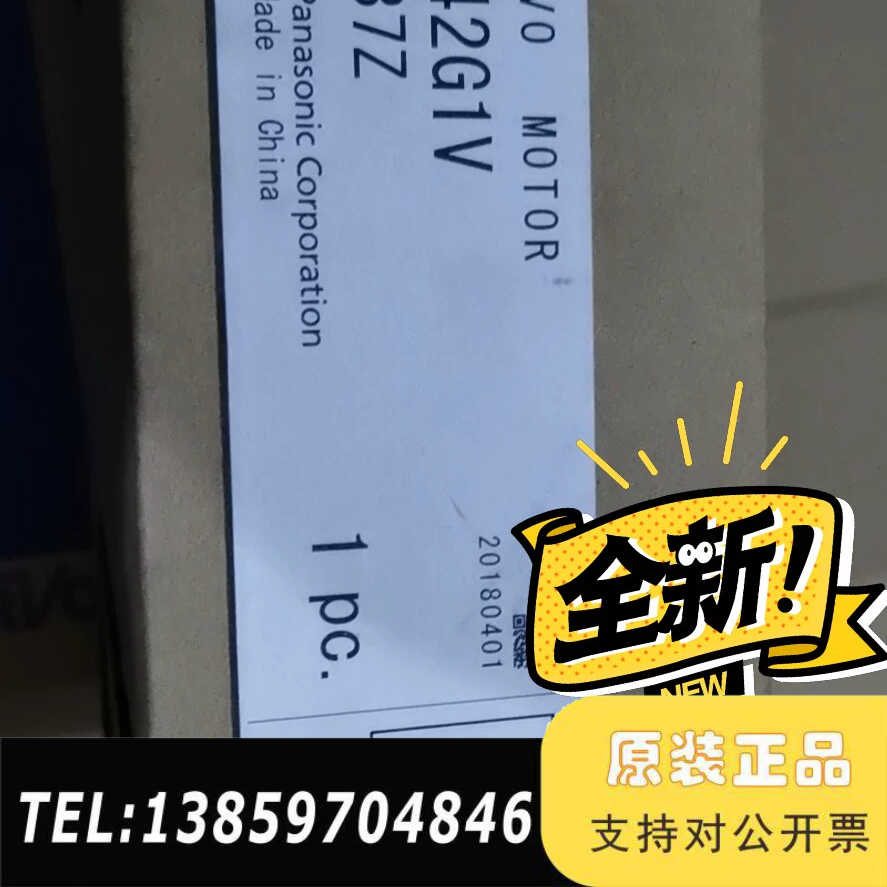 VO MOTOR
42G1V
37Z
Panasonic Corporation
ade in China
1 pc.
20180401
全新!
NEW
原装正品
支持对公开票
TEL:13859704846